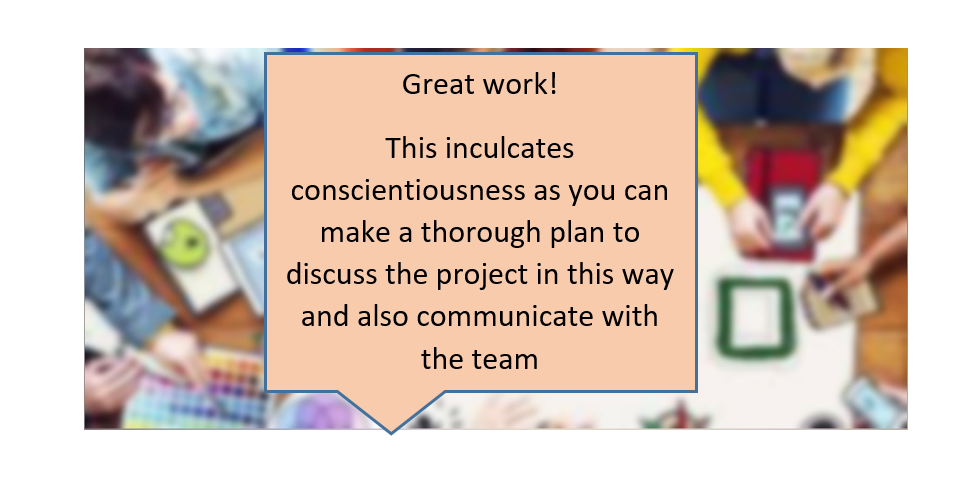 Great work!
This inculcates
conscientiousness as you can
make a thorough plan to
discuss the project in this way
and also communicate with
the team